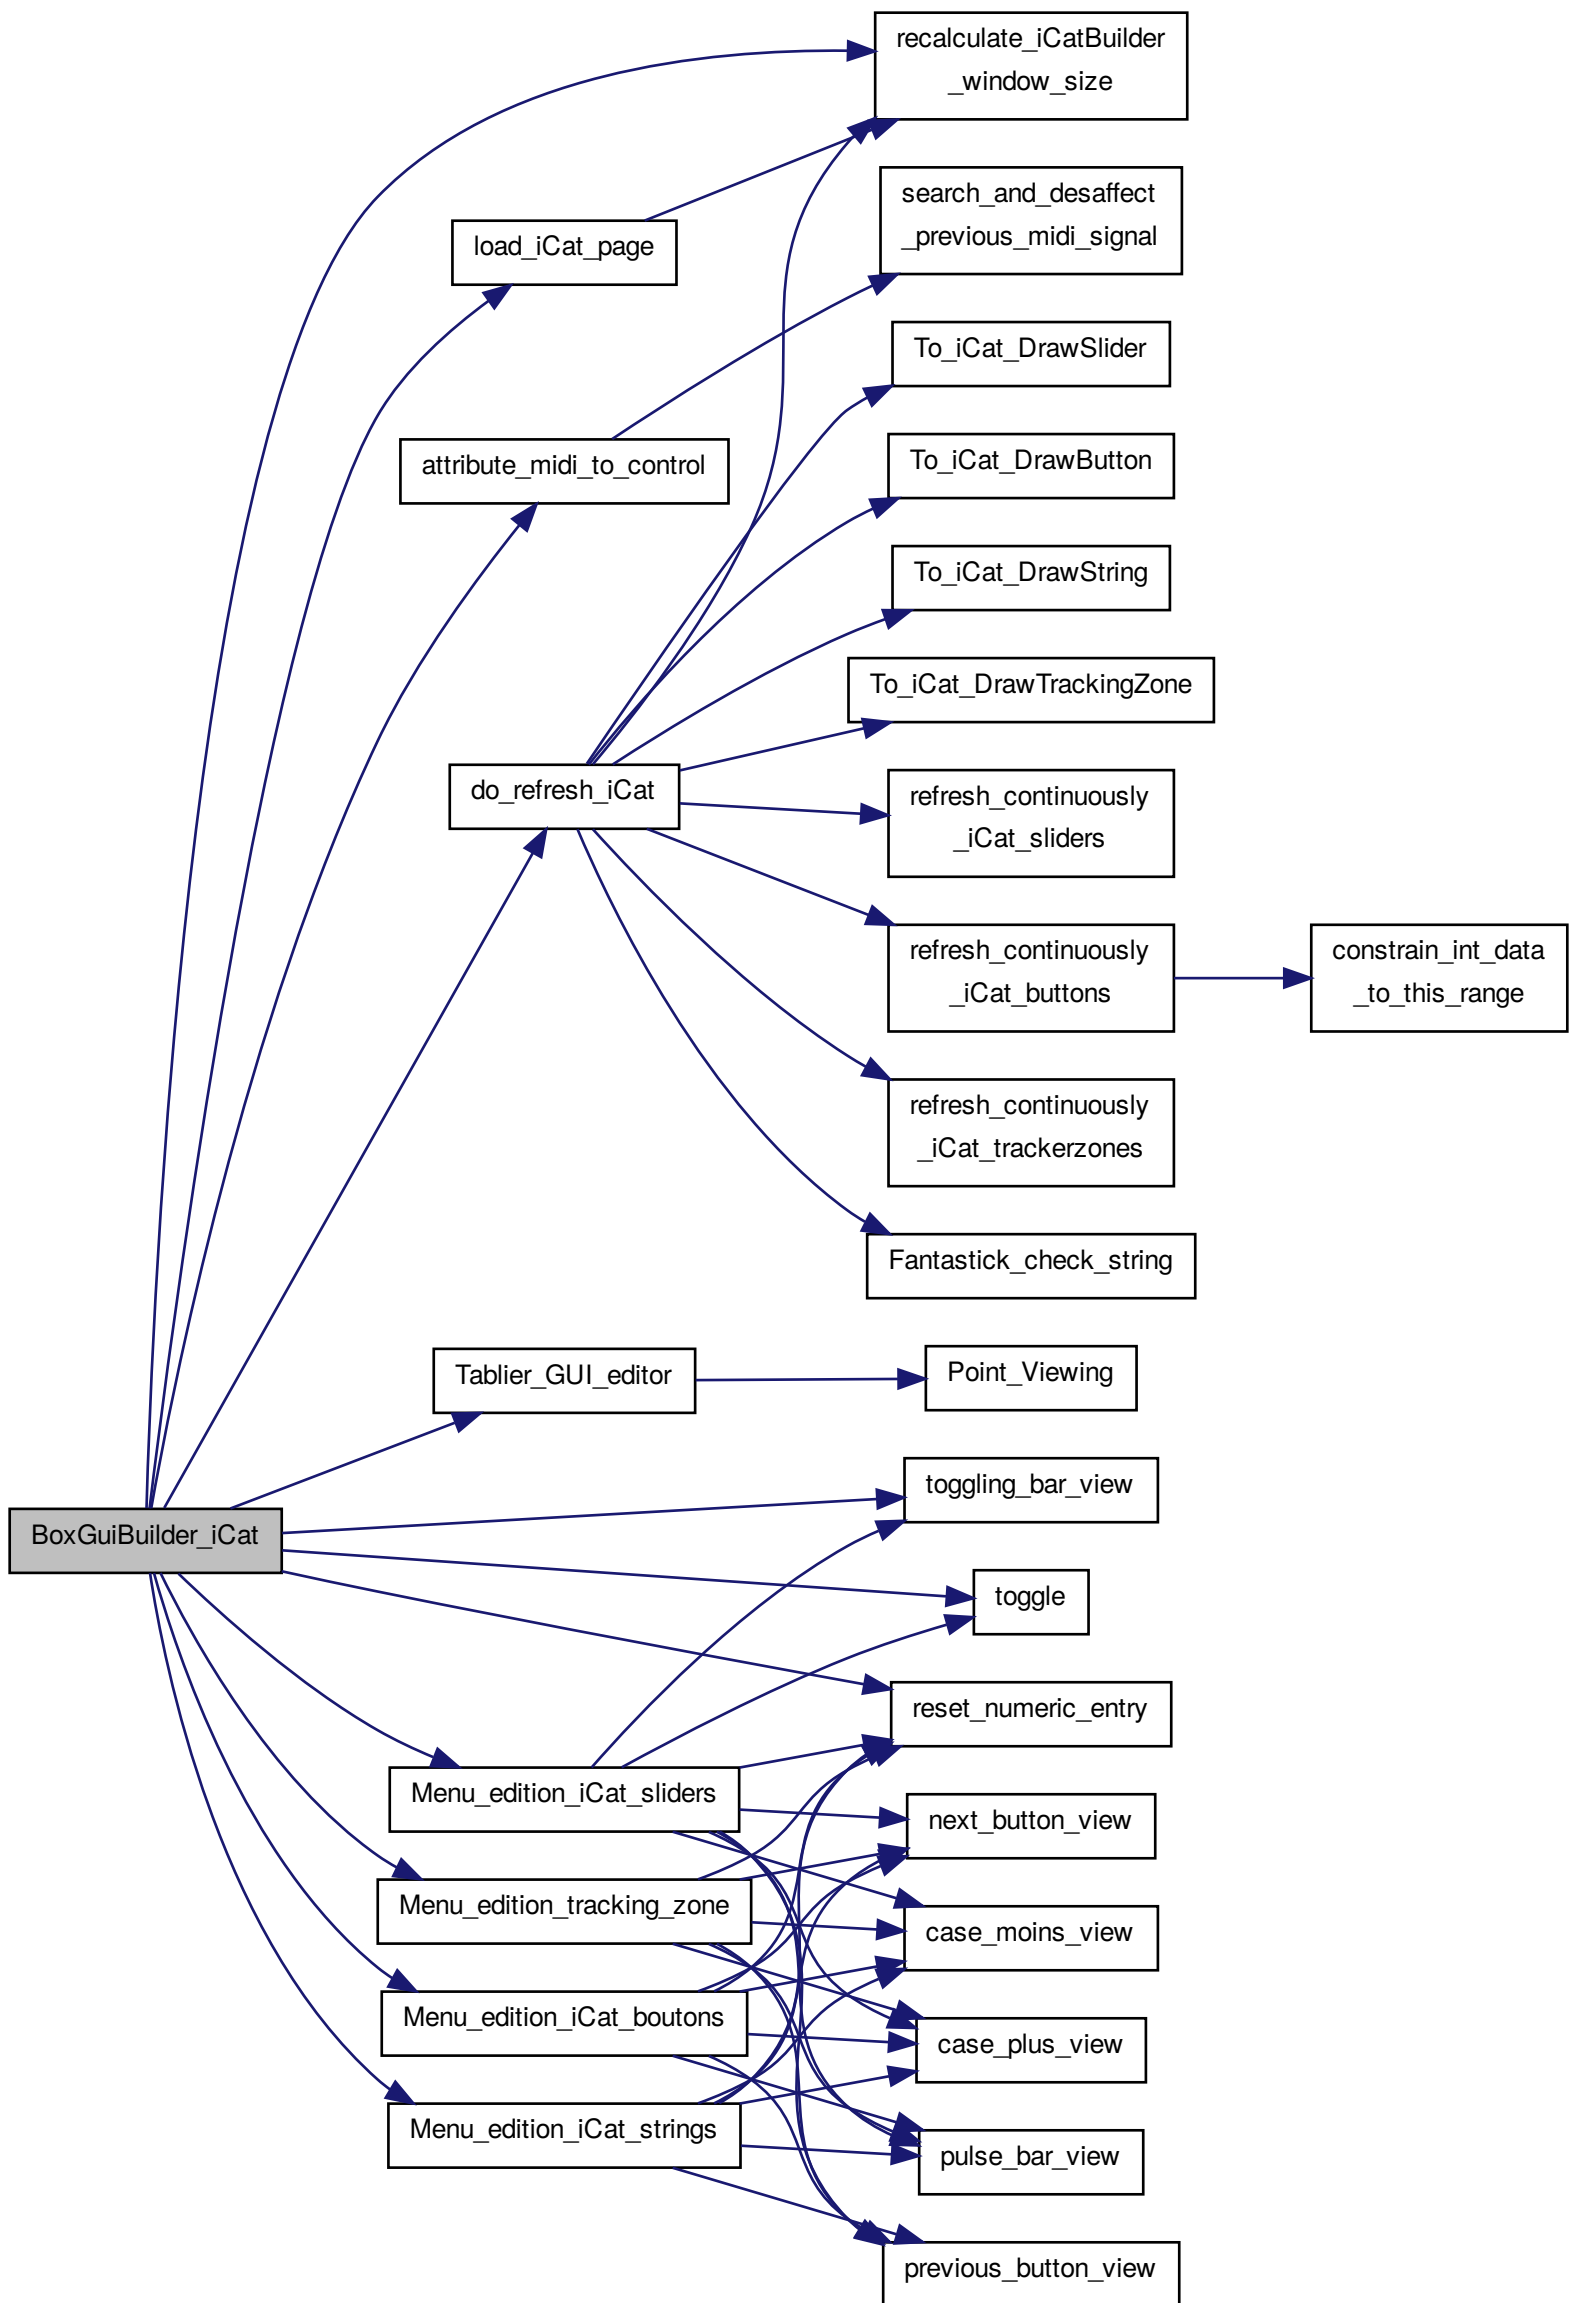 recalculate_iCatBuilder
_window_size
search_and_desaffect
_previous_midi_signal
load_iCat_page
To_iCat_DrawSlider
attribute_midi_to_control
To_iCat_DrawButton
To_iCat_DrawString
To_iCat_DrawTrackingZone
do_refresh_iCat
refresh_continuously
_iCat_sliders
refresh_continuously
_iCat_buttons
constrain_int_data
_to_this_range
refresh_continuously
_iCat_trackerzones
Fantastick_check_string
Tablier_GUI_editor
Point_Viewing
toggling_bar_view
BoxGuiBuilder_iCat
toggle
reset_numeric_entry
Menu_edition_iCat_sliders
next_button_view
Menu_edition_tracking_zone
case_moins_view
Menu_edition_iCat_boutons
case_plus_view
Menu_edition_iCat_strings
pulse_bar_view
previous_button_view